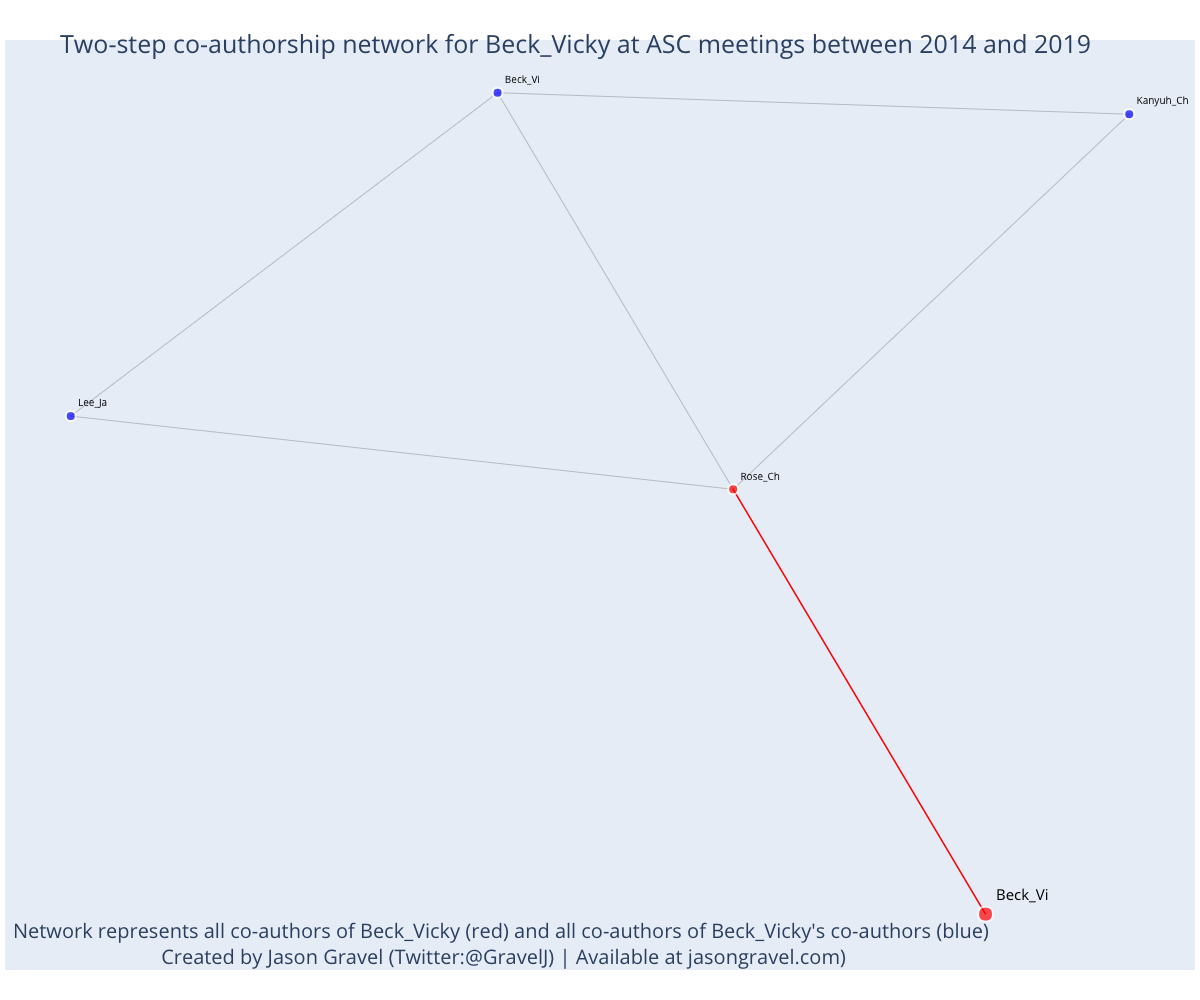 Two-step co-authorship network for Beck_Vicky at ASC meetings between 2014 and 2019
Beck_Vi
Kanyuh_Ch
Lee_Ja
Rose_Ch
Beck_Vi
Network represents all co-authors of Beck_Vicky (red) and all co-authors of Beck_Vicky's co-authors (blue)
Created by Jason Gravel (Twitter:@GravelJ) | Available at jasongravel.com)